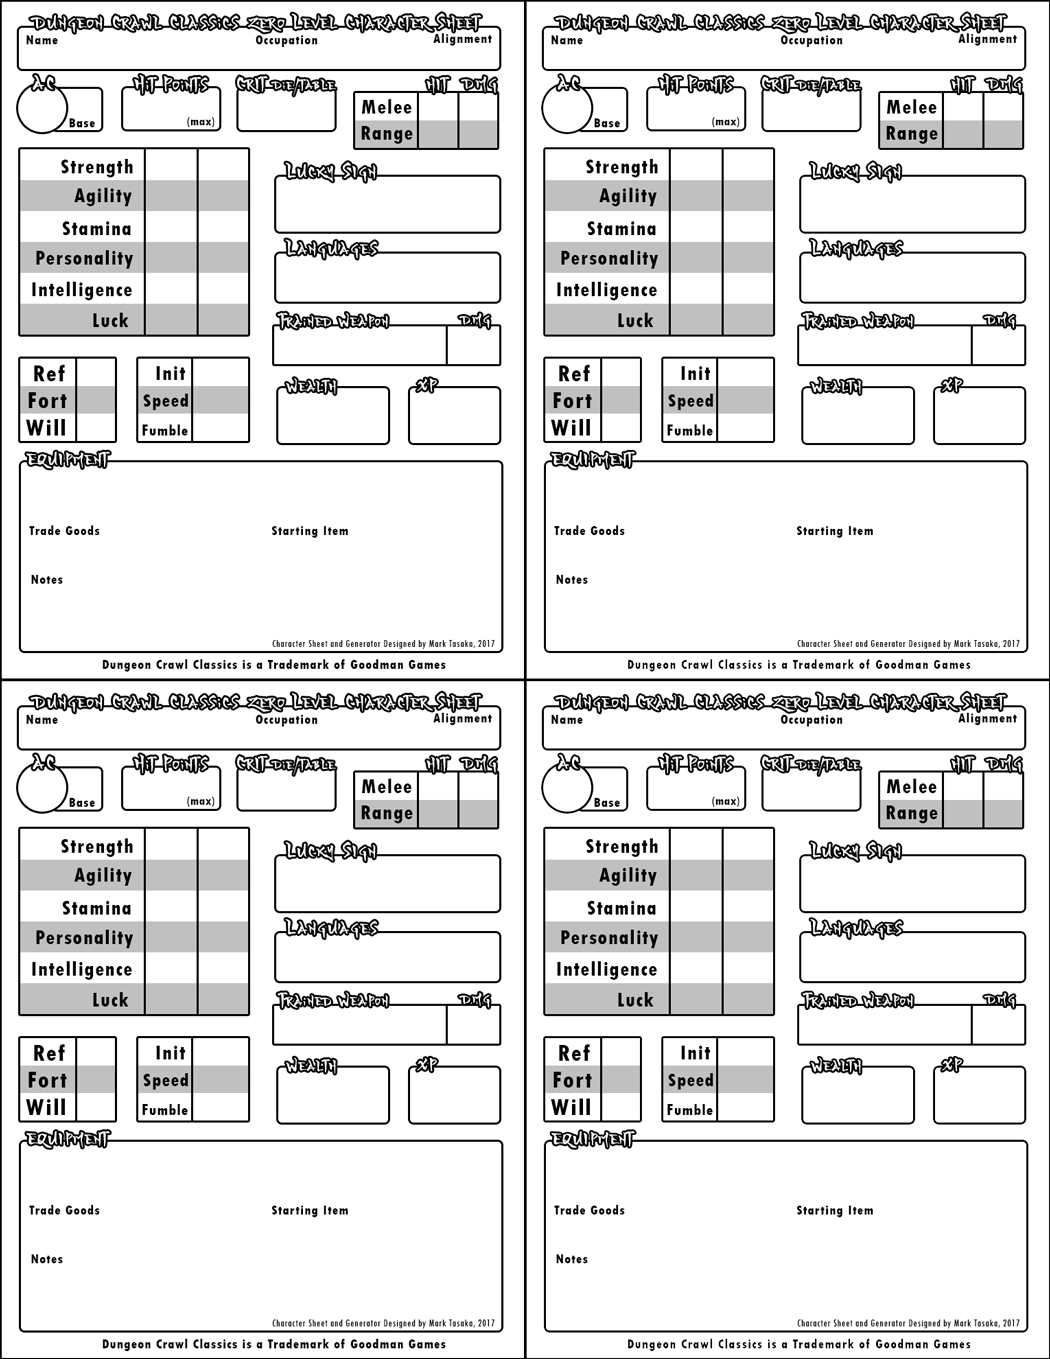 Dungeon Crawl Classics Zero Level Character Sheet
Name Occupation Alignment
AC Hit Points Crit Die/Table Hit Dmg
Base (max) Melee
Range
Strength
Lucky Sign
Agility
Stamina
Languages
Personality
Intelligence
Luck
Trained Weapon Dmg
Ref Init
Wealth XP
Fort Speed
Will Fumble
Equipment
Trade Goods Starting Item
Notes
Character Sheet and Generator Designed by Mark Tasaka, 2017
Dungeon Crawl Classics is a Trademark of Goodman Games
Dungeon Crawl Classics Zero Level Character Sheet
Name Occupation Alignment
AC Hit Points Crit Die/Table Hit Dmg
Base (max) Melee
Range
Strength
Lucky Sign
Agility
Stamina
Languages
Personality
Intelligence
Luck
Trained Weapon Dmg
Ref Init
Wealth XP
Fort Speed
Will Fumble
Equipment
Trade Goods Starting Item
Notes
Character Sheet and Generator Designed by Mark Tasaka, 2017
Dungeon Crawl Classics is a Trademark of Goodman Games
Dungeon Crawl Classics Zero Level Character Sheet
Name Occupation Alignment
AC Hit Points Crit Die/Table Hit Dmg
Base (max) Melee
Range
Strength
Lucky Sign
Agility
Stamina
Languages
Personality
Intelligence
Luck
Trained Weapon Dmg
Ref Init
Wealth XP
Fort Speed
Will Fumble
Equipment
Trade Goods Starting Item
Notes
Character Sheet and Generator Designed by Mark Tasaka, 2017
Dungeon Crawl Classics is a Trademark of Goodman Games
Dungeon Crawl Classics Zero Level Character Sheet
Name Occupation Alignment
AC Hit Points Crit Die/Table Hit Dmg
Base (max) Melee
Range
Strength
Lucky Sign
Agility
Stamina
Languages
Personality
Intelligence
Luck
Trained Weapon Dmg
Ref Init
Wealth XP
Fort Speed
Will Fumble
Equipment
Trade Goods Starting Item
Notes
Character Sheet and Generator Designed by Mark Tasaka, 2017
Dungeon Crawl Classics is a Trademark of Goodman Games